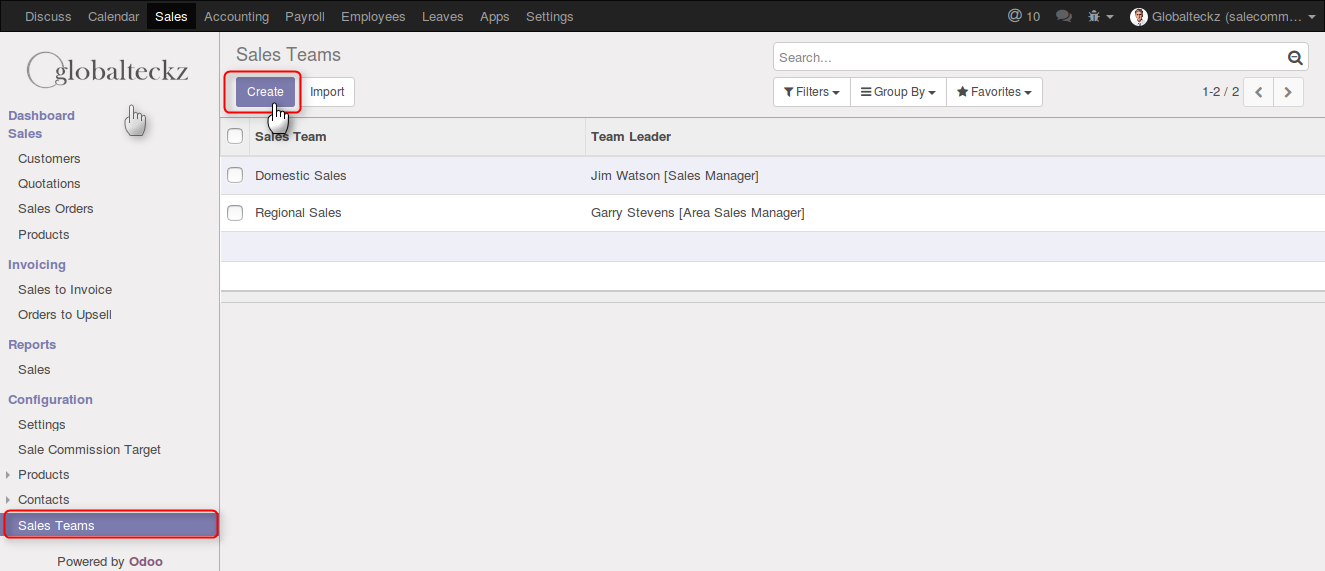 Discuss Calendar Sales Accounting Payroll Employees Leaves Apps Settings @ 10 Globalteckz (salecomm...
globalteckz
Dashboard
Sales
Customers
Quotations
Sales Orders
Products
Invoicing
Sales to Invoice
Orders to Upsell
Reports
Sales
Configuration
Settings
Sale Commission Target
Products
Contacts
Sales Teams
Powered by Odoo
Sales Teams
Search...
Create Import
Filters Group By Favorites 1-2 / 2
Sales Team Team Leader
Domestic Sales Jim Watson [Sales Manager]
Regional Sales Garry Stevens [Area Sales Manager]